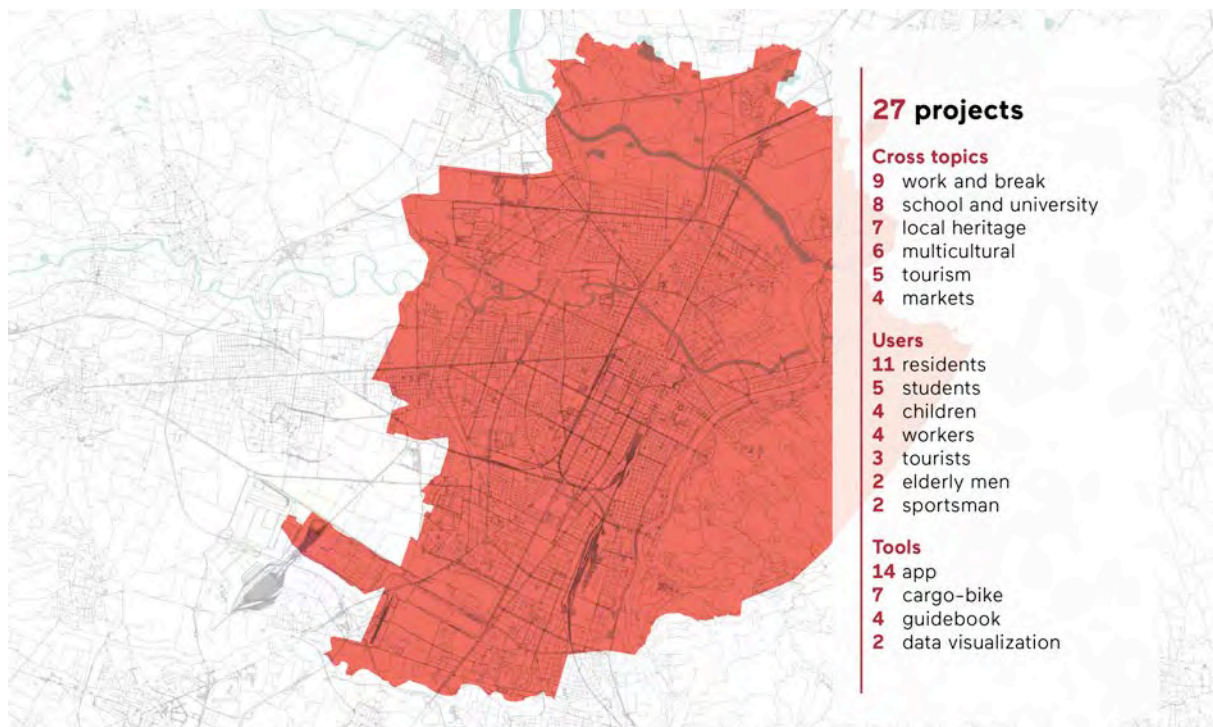 27 projects
Cross topics
9 work and break
8 school and university
7 local heritage
6 multicultural
5 tourism
4 markets
Users
11 residents
5 students
4 children
4 workers
3 tourists
2 elderly men
2 sportsman
Tools
14 app
7 cargo-bike
4 guidebook
2 data visualization